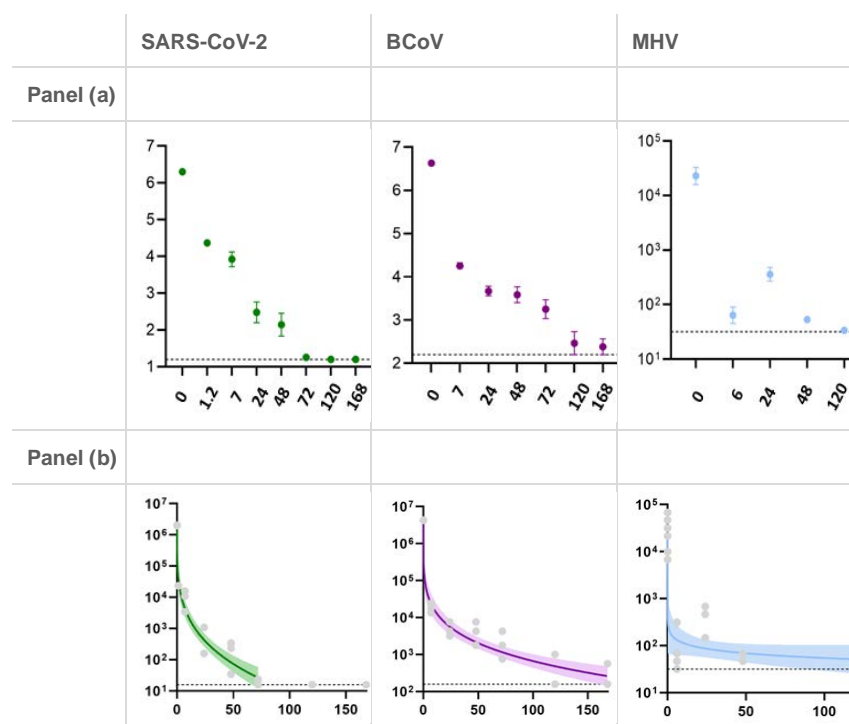 SARS-CoV-2 BCoV MHV
Panel (a)
7 6 5 4 3 2 1
0 1.2 7 24 48 72 120 168
7 6 5 4 3 2
0 7 24 48 72 120 168
10⁵ 10⁴ 10³ 10² 10¹
0 6 24 48 120
Panel (b)
10⁷ 10⁶ 10⁵ 10⁴ 10³ 10² 10¹
0 50 100 150
10⁷ 10⁶ 10⁵ 10⁴ 10³ 10²
0 50 100 150
10⁵ 10⁴ 10³ 10² 10¹
0 50 100